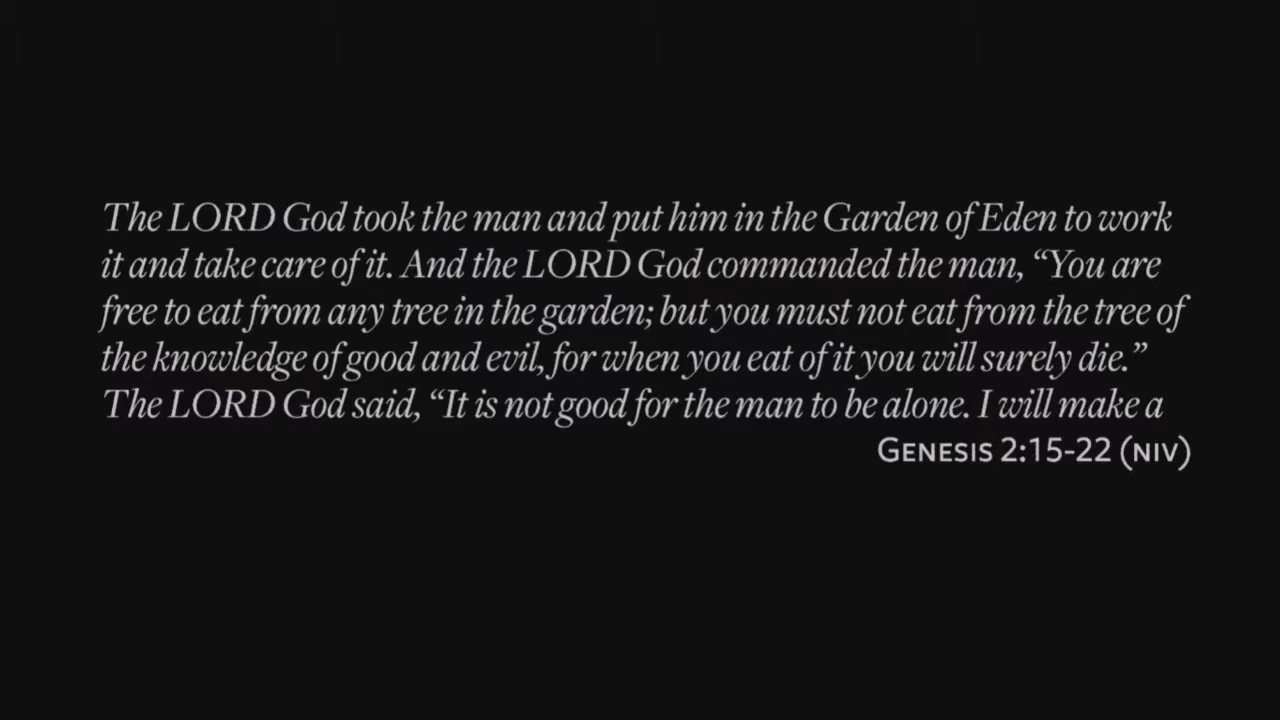 The LORD God took the man and put him in the Garden of Eden to work
it and take care of it. And the LORD God commanded the man, “You are
free to eat from any tree in the garden; but you must not eat from the tree of
the knowledge of good and evil, for when you eat of it you will surely die.”
The LORD God said, “It is not good for the man to be alone. I will make a
GENESIS 2:15-22 (NIV)